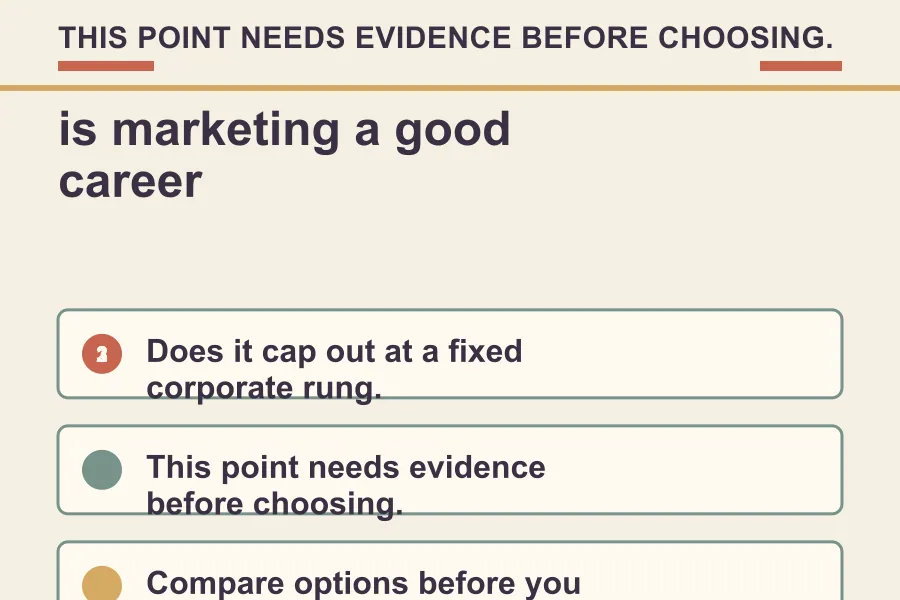 THIS POINT NEEDS EVIDENCE BEFORE CHOOSING.
is marketing a good
career
Does it cap out at a fixed
corporate rung.
This point needs evidence
before choosing.
Compare options before you